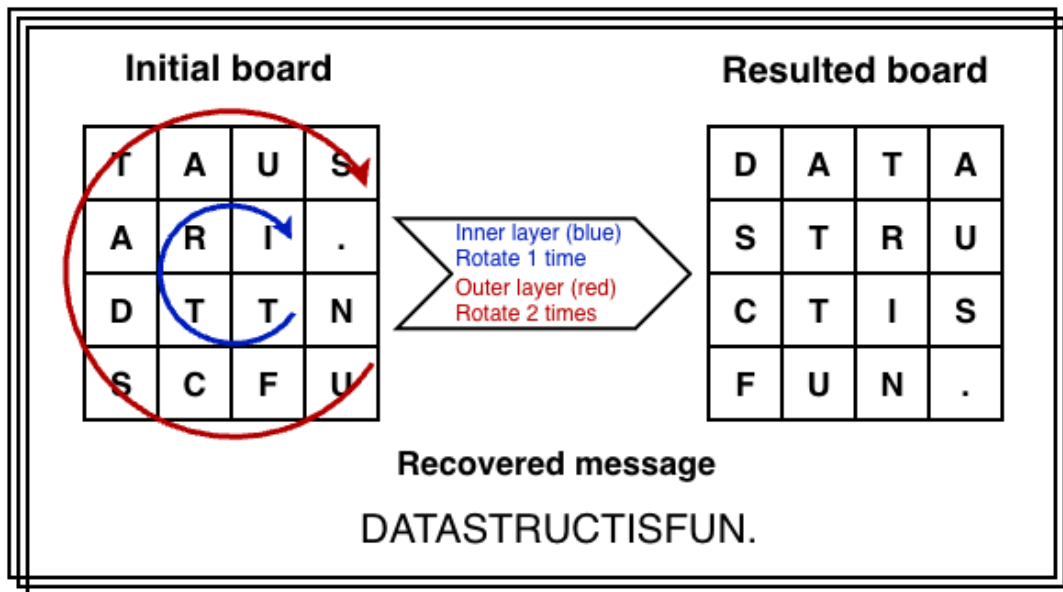 Initial board
Resulted board
T A U S
A R I .
D T T N
S C F U
Inner layer (blue)
Rotate 1 time
Outer layer (red)
Rotate 2 times
D A T A
S T R U
C T I S
F U N .
Recovered message
DATASTRUCTISFUN.